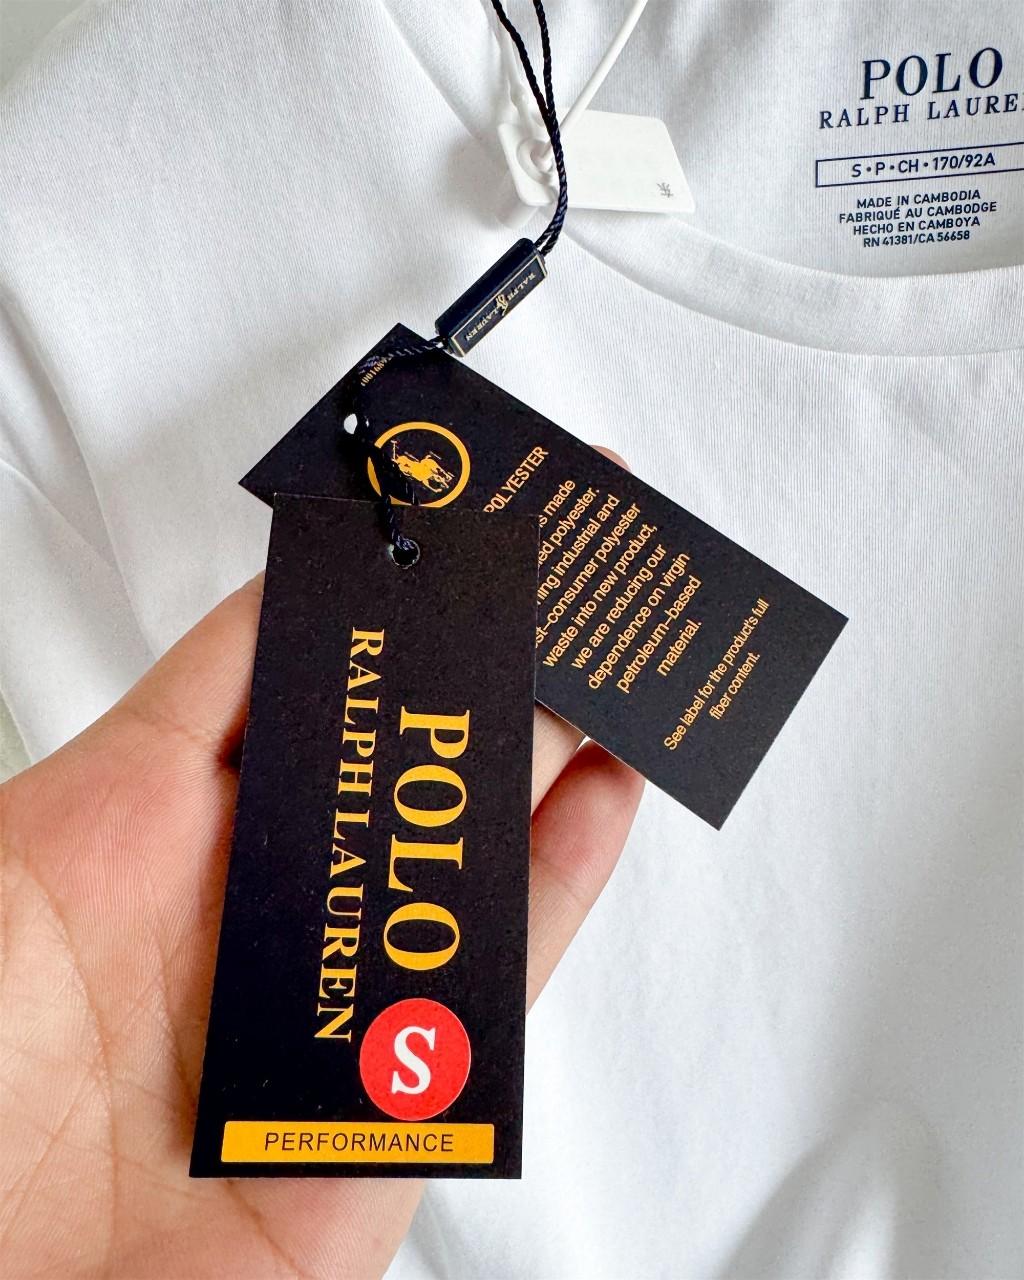 POLO
RALPH LAURE
S • P • CH • 170/92A
MADE IN CAMBODIA
FABRIQUÉ AU CAMBODGE
HECHO EN CAMBOYA
RN 41381/CA 56658
RALPH LAUREN
POLYESTER
made
polyester.
industrial and
consumer polyester
waste into new product,
we are reducing our
dependence on virgin
petroleum-based
material.
See label for the product's full
fiber content.
POLO
RALPH LAUREN
S
PERFORMANCE